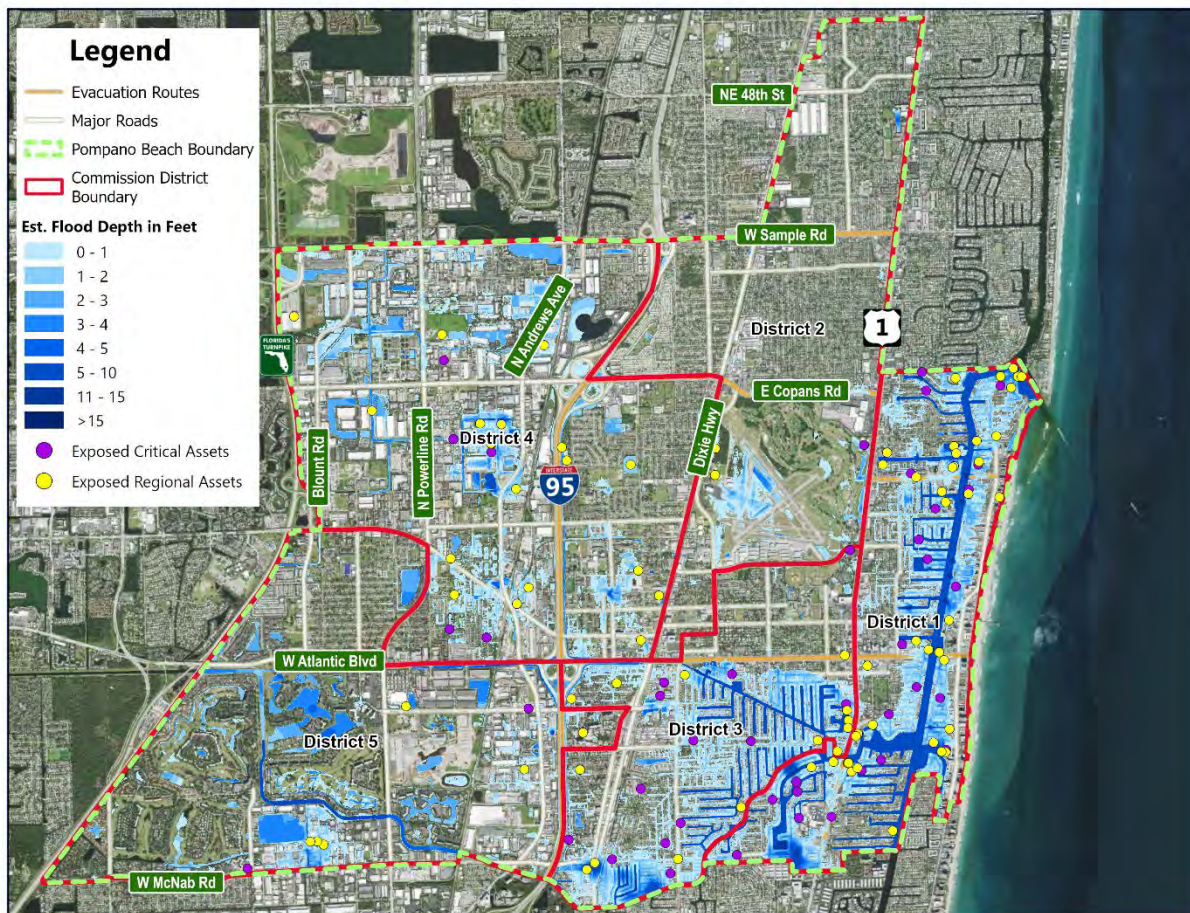 Legend
Evacuation Routes
Major Roads
Pompano Beach Boundary
Commission District
Boundary
Est. Flood Depth in Feet
0 - 1
1 - 2
2 - 3
3 - 4
4 - 5
5 - 10
11 - 15
>15
Exposed Critical Assets
Exposed Regional Assets
NE 48th St
W Sample Rd
N Andrews Ave
District 2
1
FLORIDA'S
TURNPIKE
E Copans Rd
Dixie Hwy
N Powerline Rd
District 4
Blount Rd
INTERSTATE
95
District 1
W Atlantic Blvd
District 3
District 5
W McNab Rd